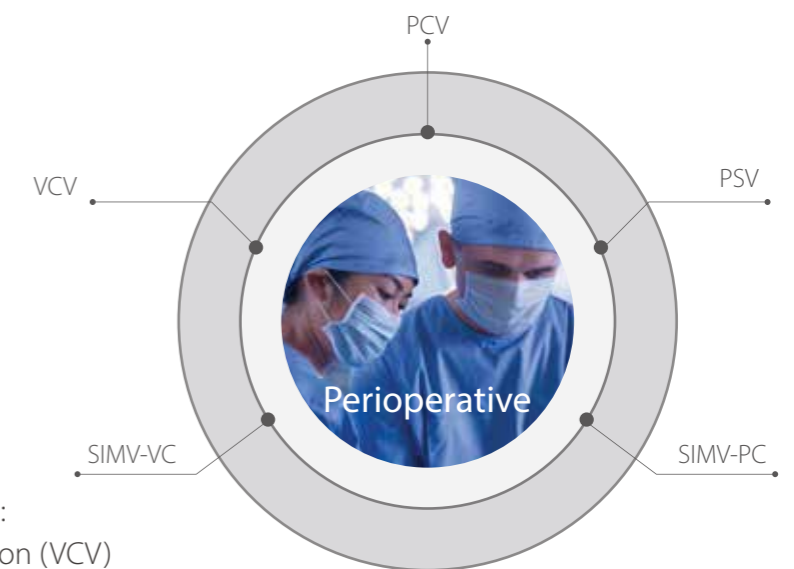 PCV
VCV
PSV
Perioperative
SIMV-VC
SIMV-PC
:
on (VCV)